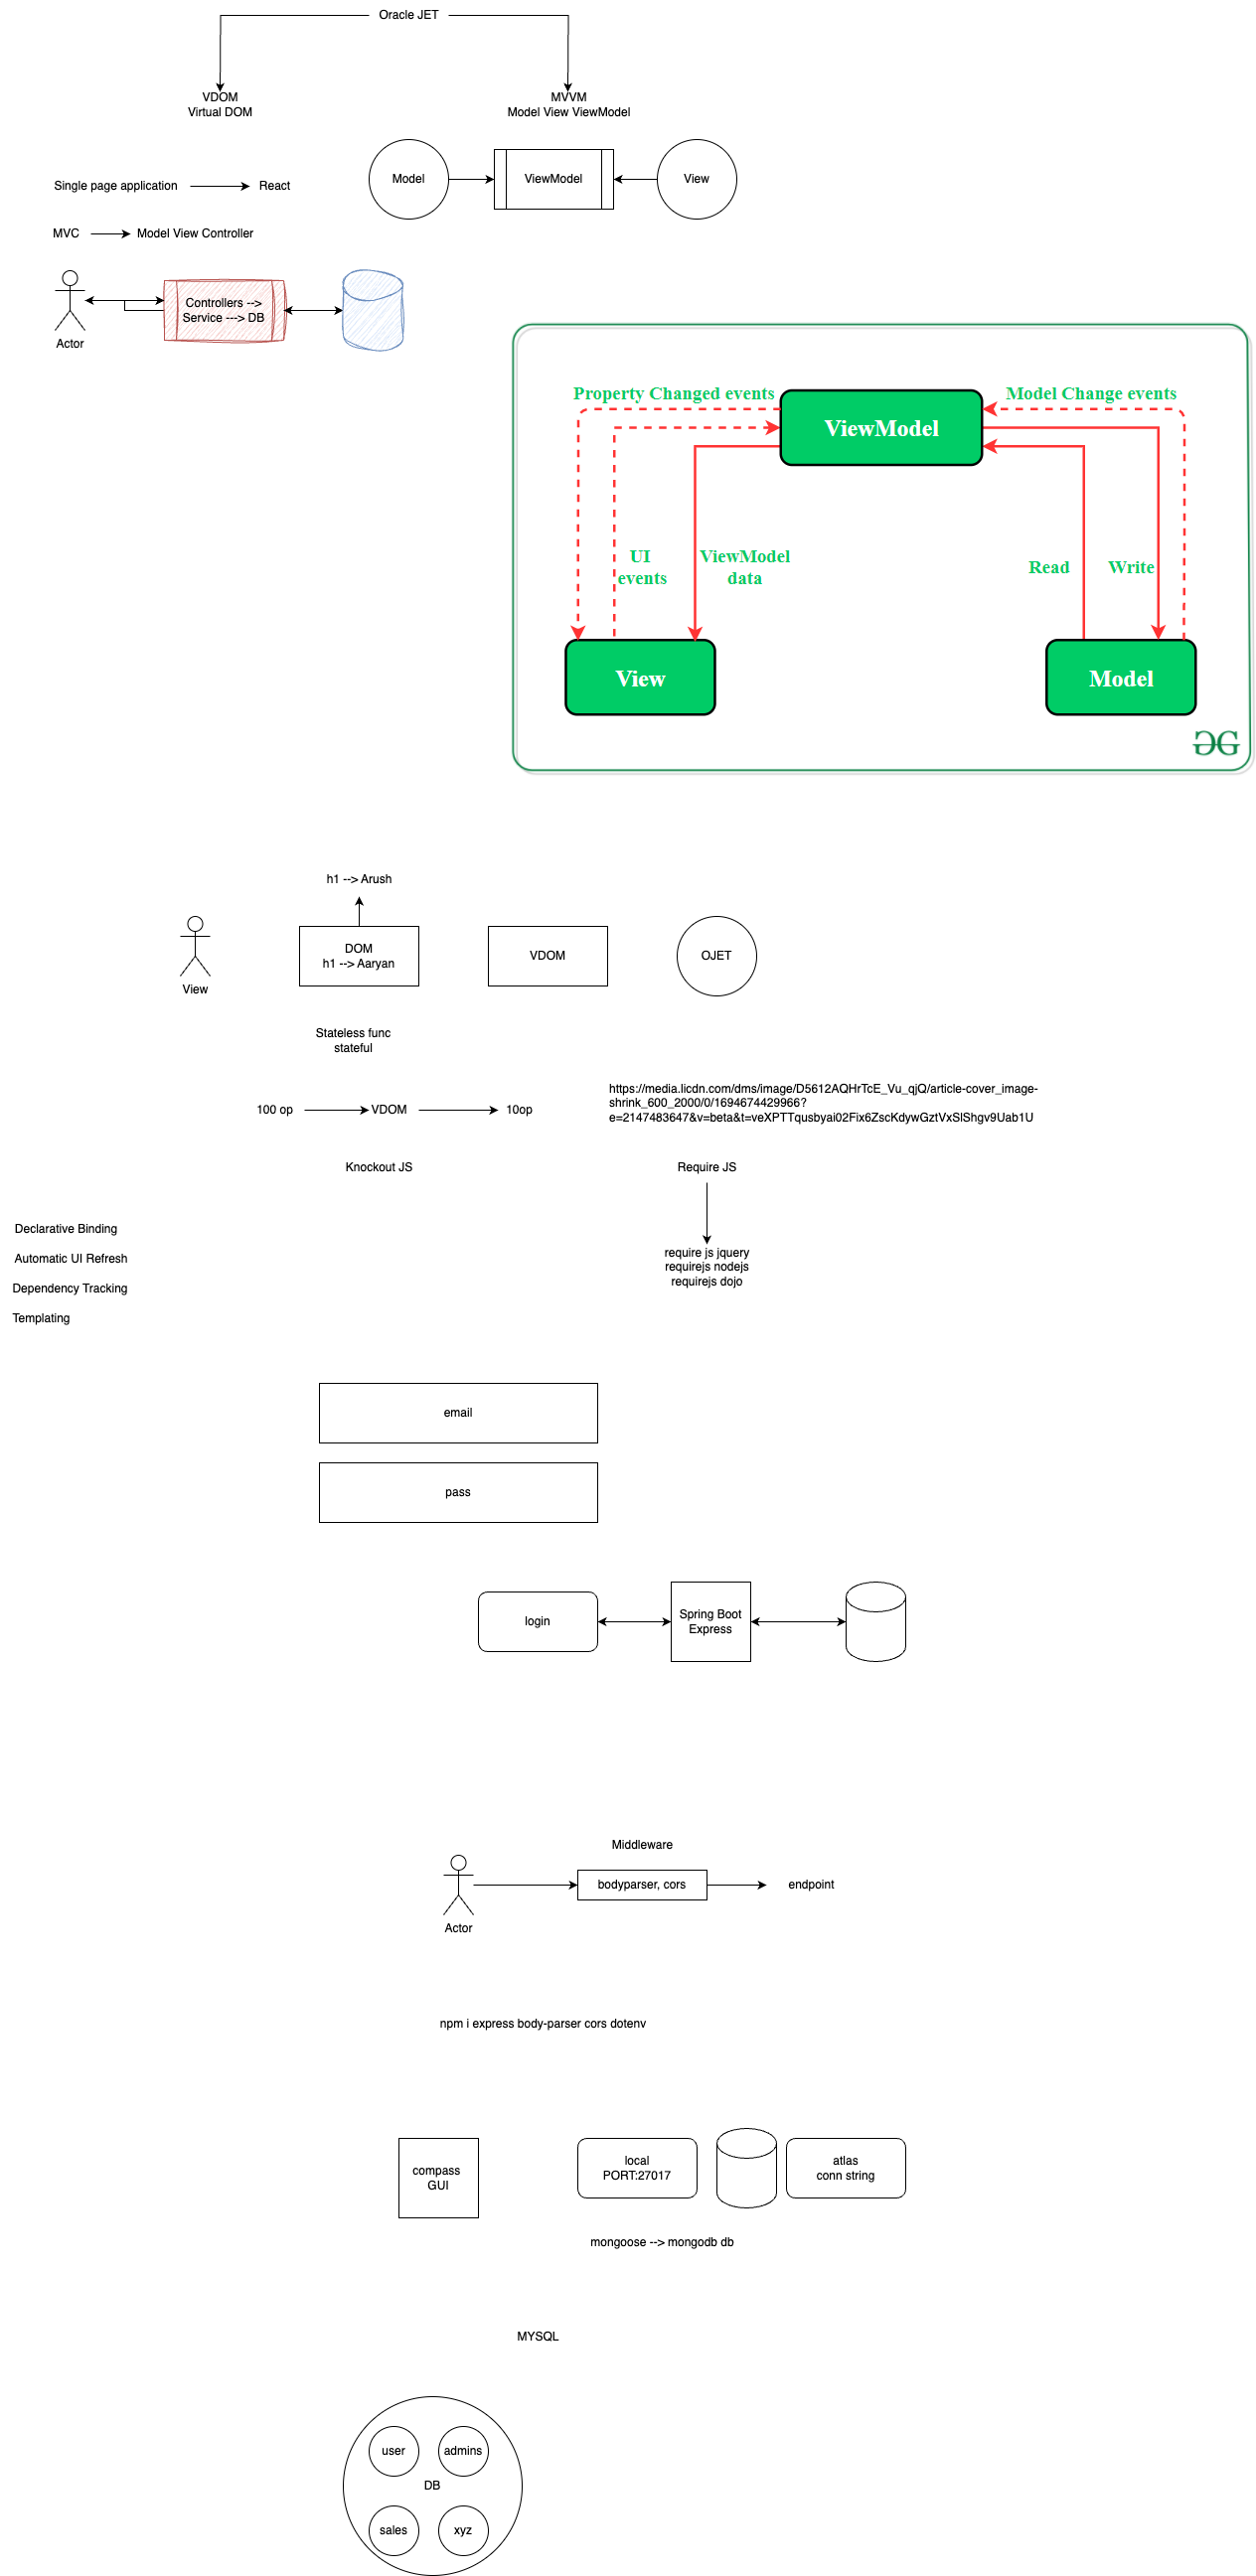 Oracle JET
VDOM
Virtual DOM
MVVM
Model View ViewModel
Model
ViewModel
View
Single page application
React
MVC
Model View Controller
Controllers -->
Service ---> DB
Actor
Property Changed events
ViewModel
Model Change events
UI
events
ViewModel
data
Read
Write
View
Model
h1 --> Arush
View
DOM
h1 --> Aaryan
VDOM
OJET
Stateless func
stateful
100 op
VDOM
10op
https://media.licdn.com/dms/image/D5612AQHrTcE_Vu_qjQ/article-cover_image-
shrink_600_2000/0/1694674429966?
e=2147483647&v=beta&t=veXPTTqusbyai02Fix6ZscKdywGztVxSlShgv9Uab1U
Knockout JS
Require JS
Declarative Binding
Automatic UI Refresh
Dependency Tracking
Templating
require js jquery
requirejs nodejs
requirejs dojo
email
pass
login
Spring Boot
Express
Middleware
bodyparser, cors
endpoint
Actor
npm i express body-parser cors dotenv
compass
GUI
local
PORT:27017
atlas
conn string
mongoose --> mongodb db
MYSQL
user
admins
DB
sales
xyz